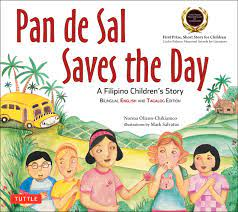 First Prize, Short Story for Children
Carlos Palanca Memorial Awards for Literature
Pan de Sal
Saves the Day
A Filipino Children's Story
BILINGUAL ENGLISH AND TAGALOG EDITION
Norma Olizon-Chikiamco
illustrations by Mark Salvatus
TUTTLE